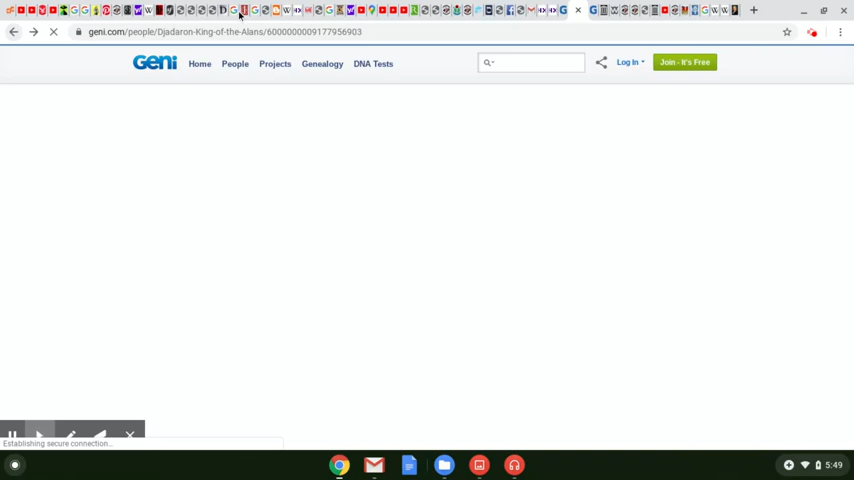 geni.com/people/Djadaron-King-of-the-Alans/6000000009177956903
Geni Home People Projects Genealogy DNA Tests Log In Join - It's Free
Establishing secure connection...
5:49